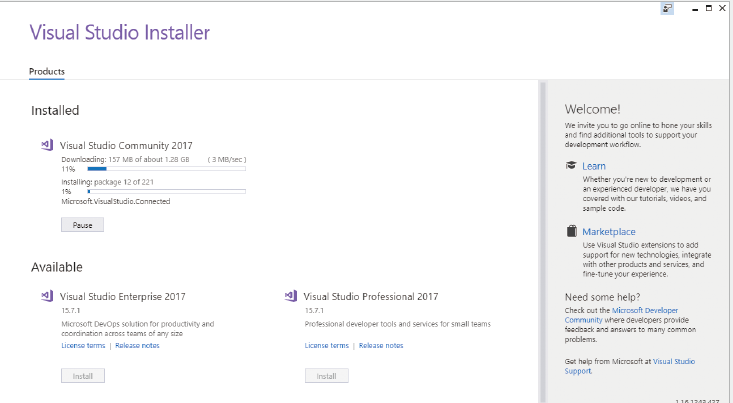 Visual Studio Installer
Products
Installed
Visual Studio Community 2017
Downloading: 157 MB of about 1.28 GB ( 3 MB/sec )
11%
Installing: package 12 of 221
1%
Microsoft.VisualStudio.Connected
Pause
Available
Visual Studio Enterprise 2017
15.7.1
Microsoft DevOps solution for productivity and
coordination across teams of any size
License terms | Release notes
Install
Visual Studio Professional 2017
15.7.1
Professional developer tools and services for small teams
License terms | Release notes
Install
Welcome!
We invite you to go online to hone your skills
and find additional tools to support your
development workflow.
Learn
Whether you're new to development or
an experienced developer, we have you
covered with our tutorials, videos, and
sample code.
Marketplace
Use Visual Studio extensions to add
support for new technologies, integrate
with other products and services, and
fine-tune your experience.
Need some help?
Check out the Microsoft Developer
Community where developers provide
feedback and answers to many common
problems.
Get help from Microsoft at Visual Studio
Support.
1.16.1243.427